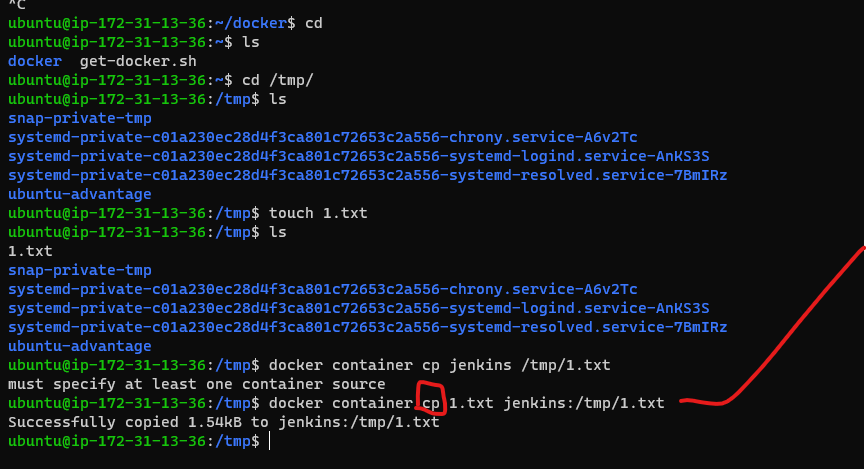 ^C
ubuntu@ip-172-31-13-36:~/docker$ cd
ubuntu@ip-172-31-13-36:~$ ls
docker  get-docker.sh
ubuntu@ip-172-31-13-36:~$ cd /tmp/
ubuntu@ip-172-31-13-36:/tmp$ ls
snap-private-tmp
systemd-private-c01a230ec28d4f3ca801c72653c2a556-chrony.service-A6v2Tc
systemd-private-c01a230ec28d4f3ca801c72653c2a556-systemd-logind.service-AnKS3S
systemd-private-c01a230ec28d4f3ca801c72653c2a556-systemd-resolved.service-7BmIRz
ubuntu-advantage
ubuntu@ip-172-31-13-36:/tmp$ touch 1.txt
ubuntu@ip-172-31-13-36:/tmp$ ls
1.txt
snap-private-tmp
systemd-private-c01a230ec28d4f3ca801c72653c2a556-chrony.service-A6v2Tc
systemd-private-c01a230ec28d4f3ca801c72653c2a556-systemd-logind.service-AnKS3S
systemd-private-c01a230ec28d4f3ca801c72653c2a556-systemd-resolved.service-7BmIRz
ubuntu-advantage
ubuntu@ip-172-31-13-36:/tmp$ docker container cp jenkins /tmp/1.txt
must specify at least one container source
ubuntu@ip-172-31-13-36:/tmp$ docker container cp 1.txt jenkins:/tmp/1.txt
Successfully copied 1.54kB to jenkins:/tmp/1.txt
ubuntu@ip-172-31-13-36:/tmp$